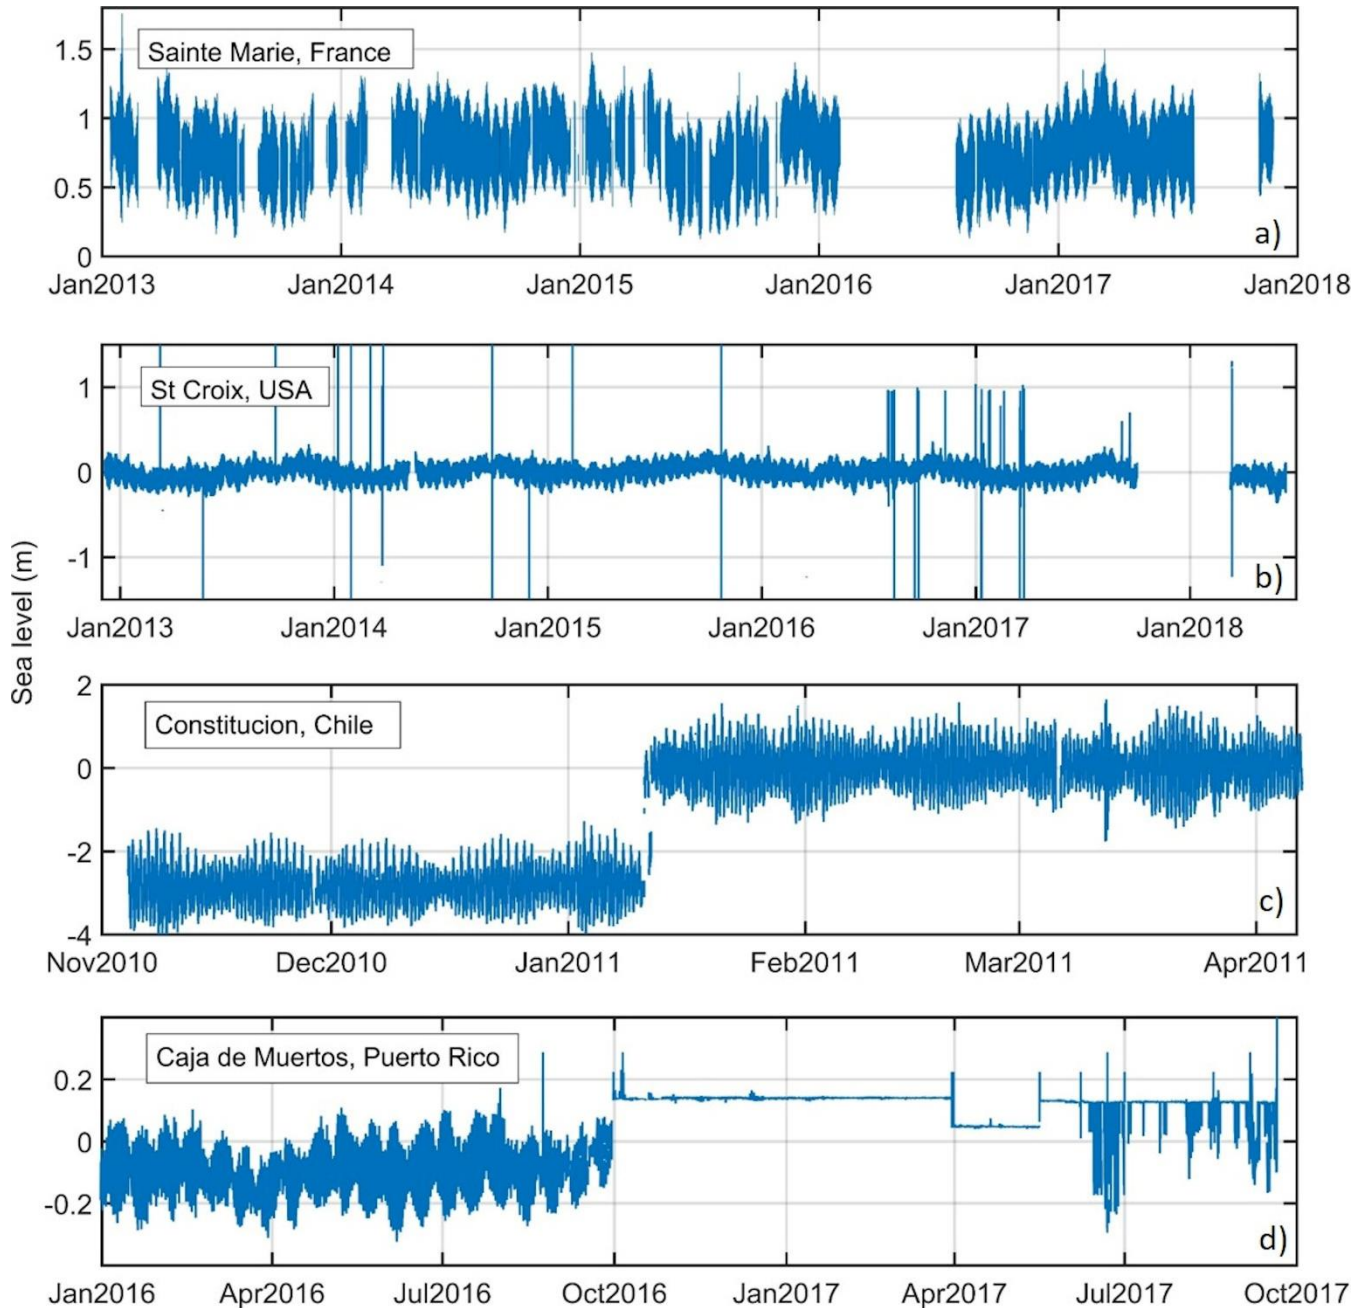 Sea level (m)
Sainte Marie, France
1.5
1
0.5
0
a)
Jan2013 Jan2014 Jan2015 Jan2016 Jan2017 Jan2018
St Croix, USA
1
0
-1
b)
Jan2013 Jan2014 Jan2015 Jan2016 Jan2017 Jan2018
2
Constitucion, Chile
0
-2
c)
-4
Nov2010 Dec2010 Jan2011 Feb2011 Mar2011 Apr2011
Caja de Muertos, Puerto Rico
0.2
0
-0.2
d)
Jan2016 Apr2016 Jul2016 Oct2016 Jan2017 Apr2017 Jul2017 Oct2017